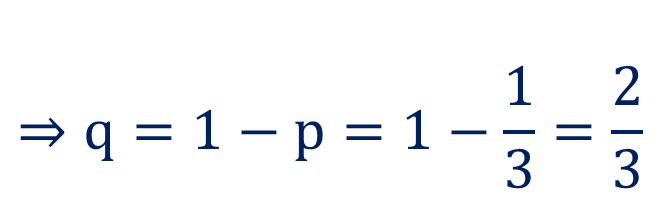 ⇒ q = 1 − p = 1 − 1/3 = 2/3